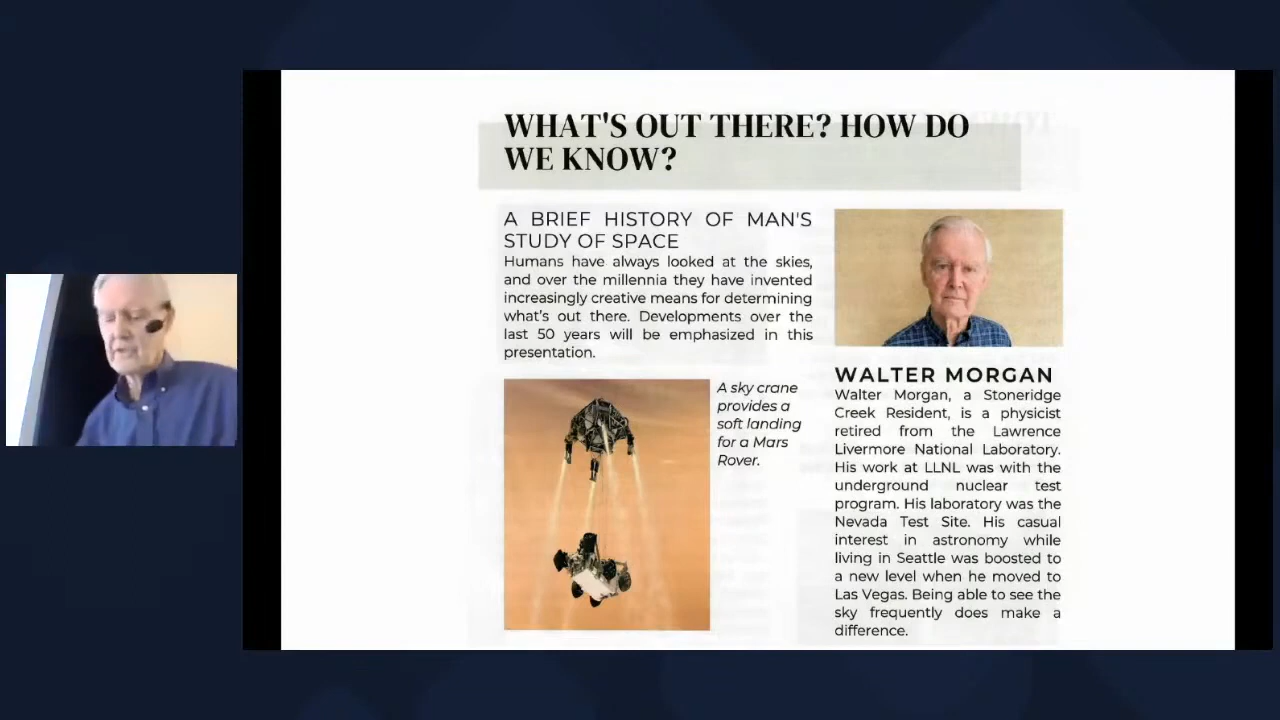 WHAT'S OUT THERE? HOW DO
WE KNOW?
A BRIEF HISTORY OF MAN'S
STUDY OF SPACE
Humans have always looked at the skies,
and over the millennia they have invented
increasingly creative means for determining
what's out there. Developments over the
last 50 years will be emphasized in this
presentation.
A sky crane
provides a
soft landing
for a Mars
Rover.
WALTER MORGAN
Walter Morgan, a Stoneridge
Creek Resident, is a physicist
retired from the Lawrence
Livermore National Laboratory.
His work at LLNL was with the
underground nuclear test
program. His laboratory was the
Nevada Test Site. His casual
interest in astronomy while
living in Seattle was boosted to
a new level when he moved to
Las Vegas. Being able to see the
sky frequently does make a
difference.